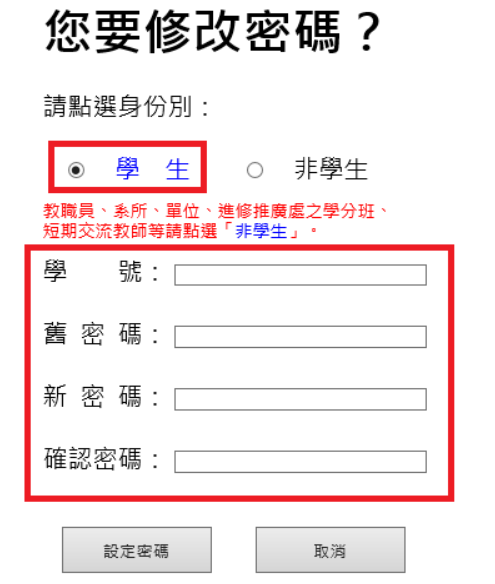 您要修改密碼？
請點選身份別：
學 生 非學生
教職員、系所、單位、進修推廣處之學分班、
短期交流教師等請點選「非學生」。
學 號：
舊 密 碼：
新 密 碼：
確認密碼：
設定密碼 取消